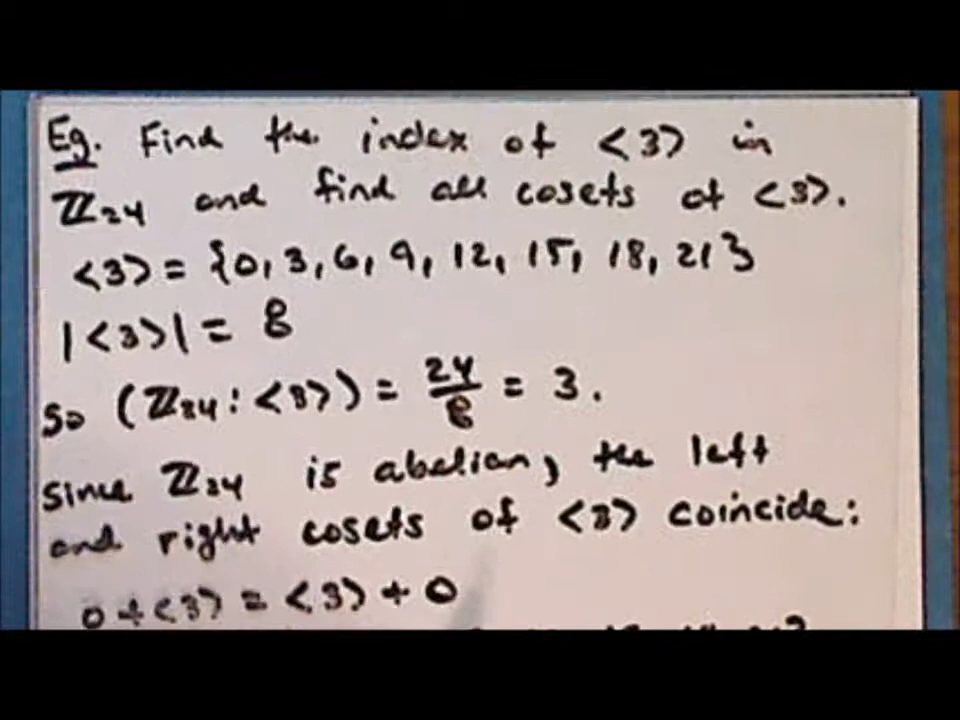 Eg. Find the index of <3> in
ℤ24 and find all cosets of <3>.
<3> = {0, 3, 6, 9, 12, 15, 18, 21}
|<3>| = 8
So (ℤ24 : <3>) = 24/8 = 3.
Since ℤ24 is abelian, the left
and right cosets of <3> coincide:
0 + <3> = <3> + 0